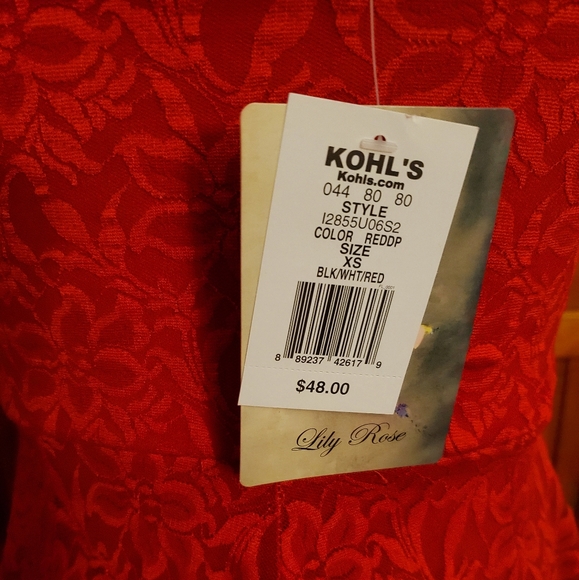 KOHL'S
Kohls.com
044 80 80
STYLE
I2855U06S2
COLOR REDDP
SIZE
XS
BLK/WHT/RED
8 89237 42617 9
$48.00
Lily Rose